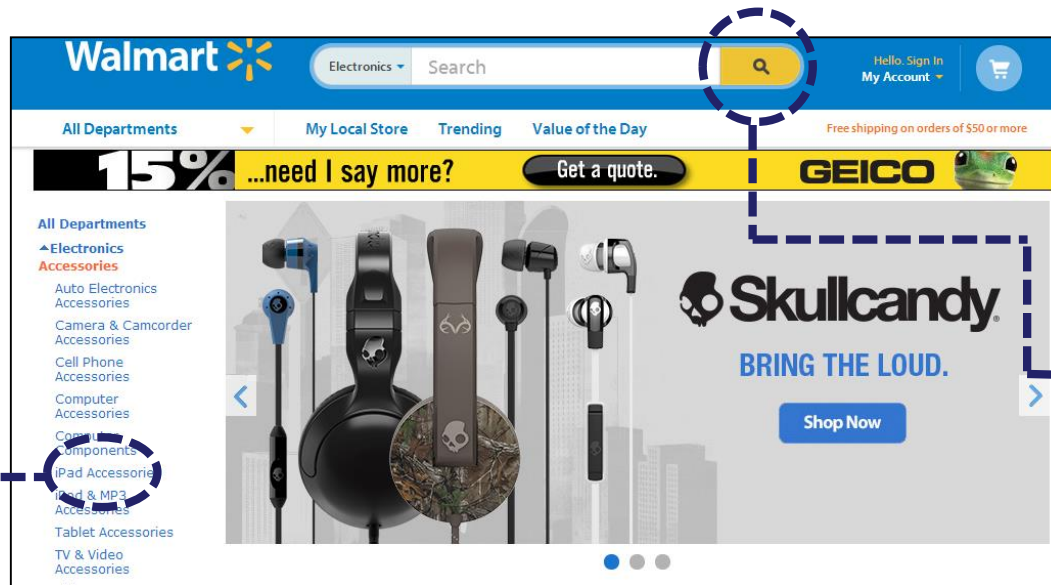 Walmart
Electronics
Search
Hello. Sign In
My Account
All Departments
My Local Store
Trending
Value of the Day
Free shipping on orders of $50 or more
15% ...need I say more?
Get a quote.
GEICO
All Departments
Electronics
Accessories
Auto Electronics
Accessories
Camera & Camcorder
Accessories
Cell Phone
Accessories
Computer
Accessories
Computer
Components
iPad Accessories
iPod & MP3
Accessories
Tablet Accessories
TV & Video
Accessories
Skullcandy
BRING THE LOUD.
Shop Now